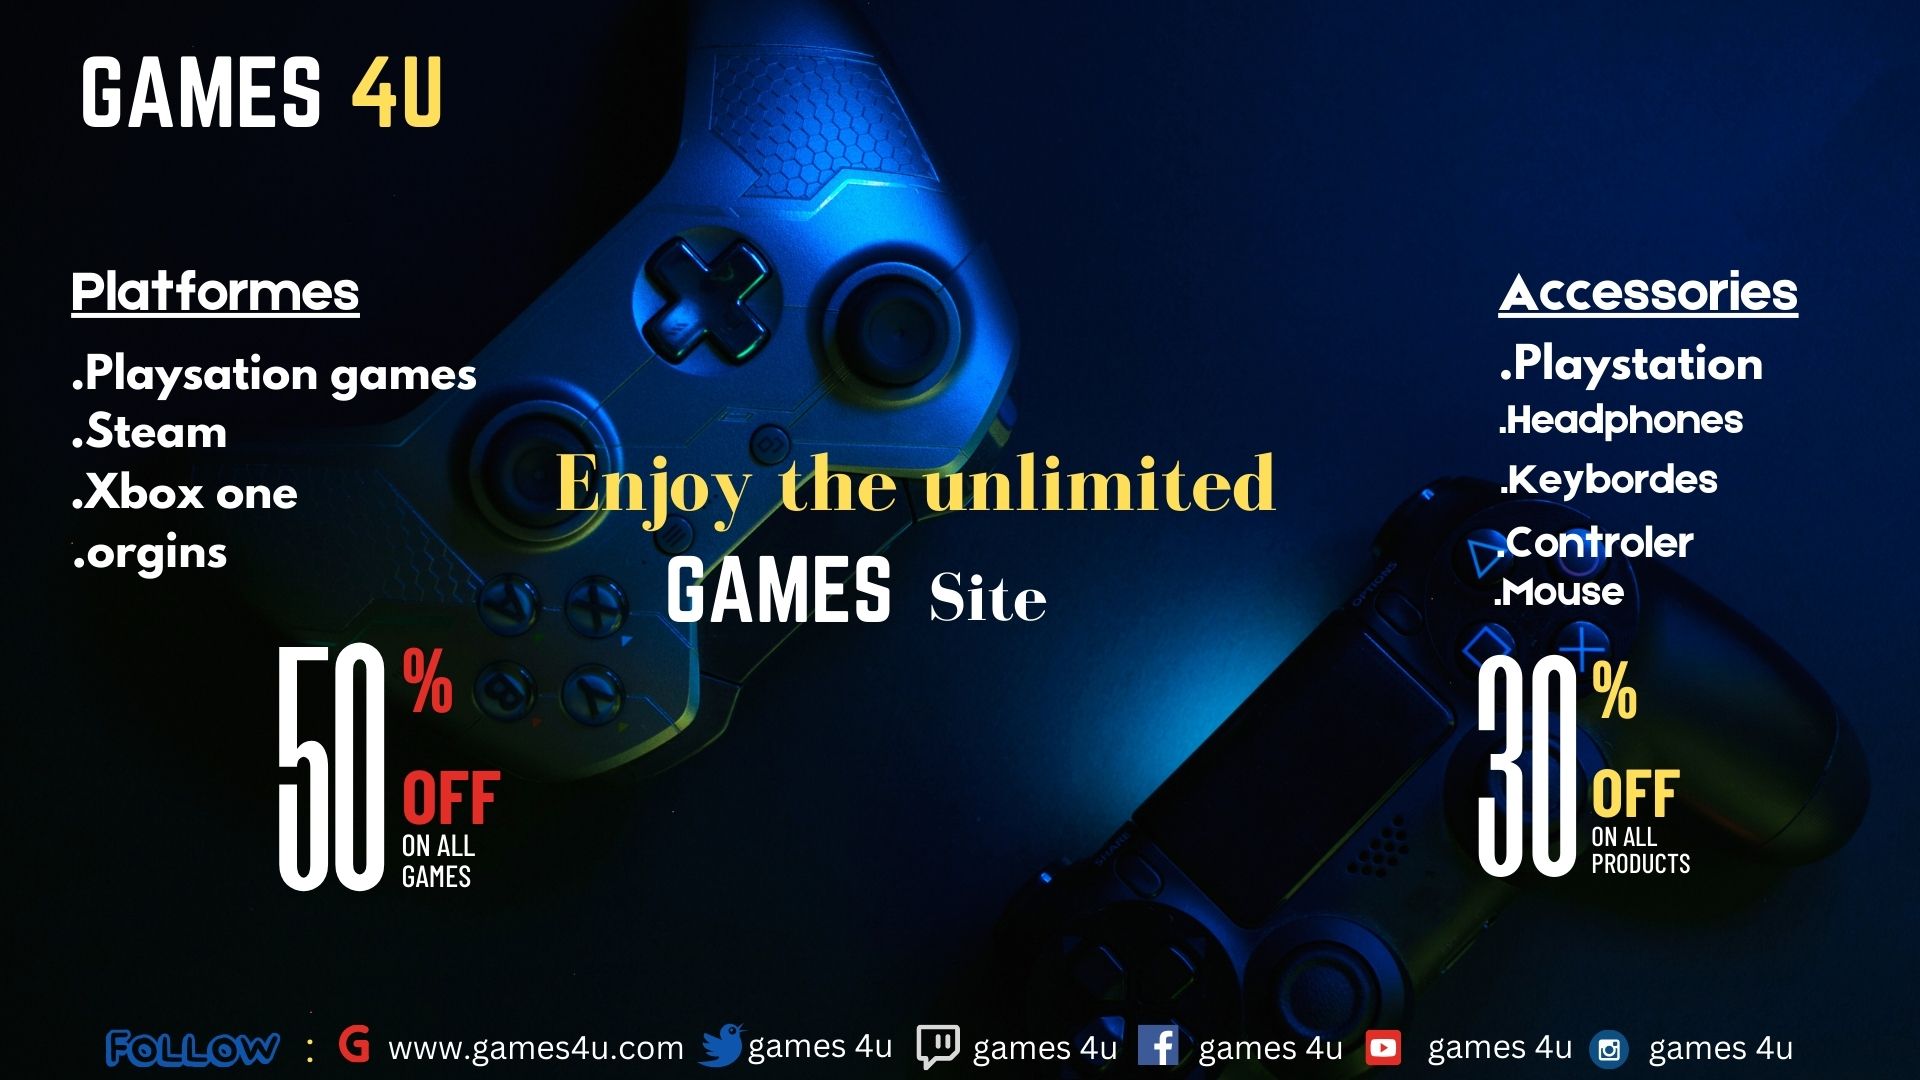 GAMES 4U
Platformes
.Playsation games
.Steam
.Xbox one
.orgins
50 %
OFF
ON ALL
GAMES
Enjoy the unlimited
GAMES Site
Accessories
.Playstation
.Headphones
.Keybordes
.Controler
.Mouse
30 %
OFF
ON ALL
PRODUCTS
OPTIONS
SHARE
A X
B Y
FOLLOW : G www.games4u.com games 4u games 4u games 4u games 4u games 4u